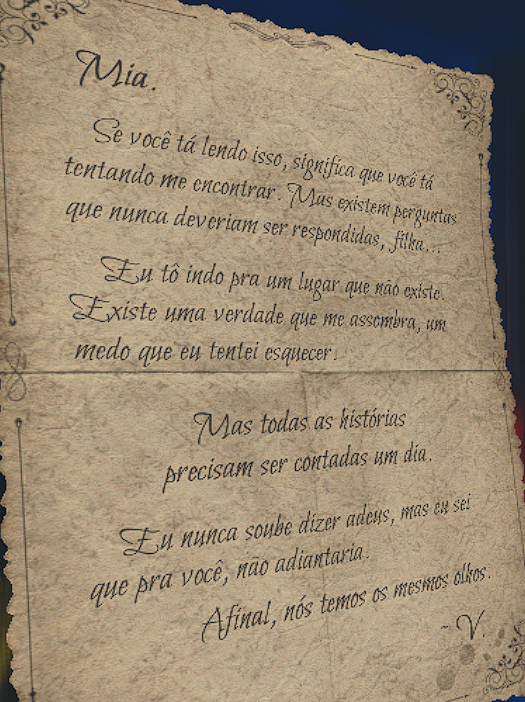 Mia.
Se você tá lendo isso, significa que você tá
tentando me encontrar. Mas existem perguntas
que nunca deveriam ser respondidas, filha...
Eu tô indo pra um lugar que não existe.
Existe uma verdade que me assombra, um
medo que eu tentei esquecer.
Mas todas as histórias
precisam ser contadas um dia.
Eu nunca soube dizer adeus, mas eu sei
que pra você, não adiantaria.
Afinal, nós temos os mesmos olhos.
~ V.